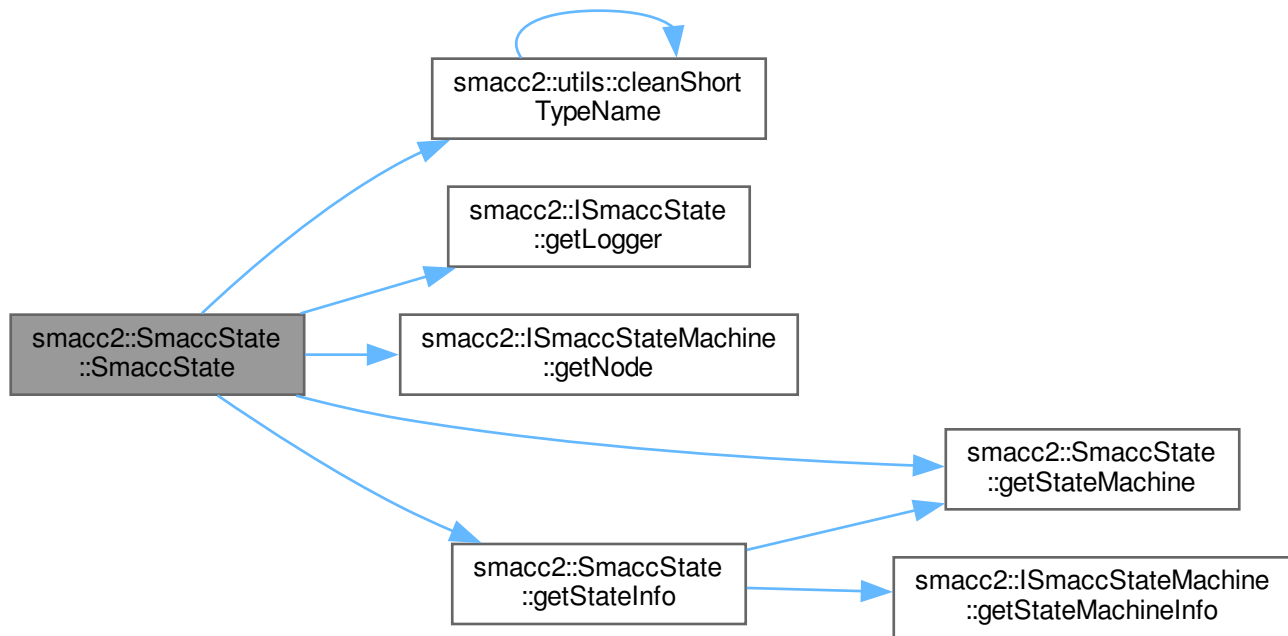 smacc2::utils::cleanShort
TypeName
smacc2::ISmaccState
::getLogger
smacc2::SmaccState
::SmaccState
smacc2::ISmaccStateMachine
::getNode
smacc2::SmaccState
::getStateMachine
smacc2::SmaccState
::getStateInfo
smacc2::ISmaccStateMachine
::getStateMachineInfo